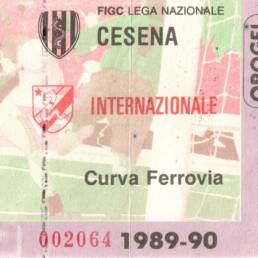 FIGC LEGA NAZIONALE
CESENA
INTERNAZIONALE
Curva Ferrovia
002064 1989-90